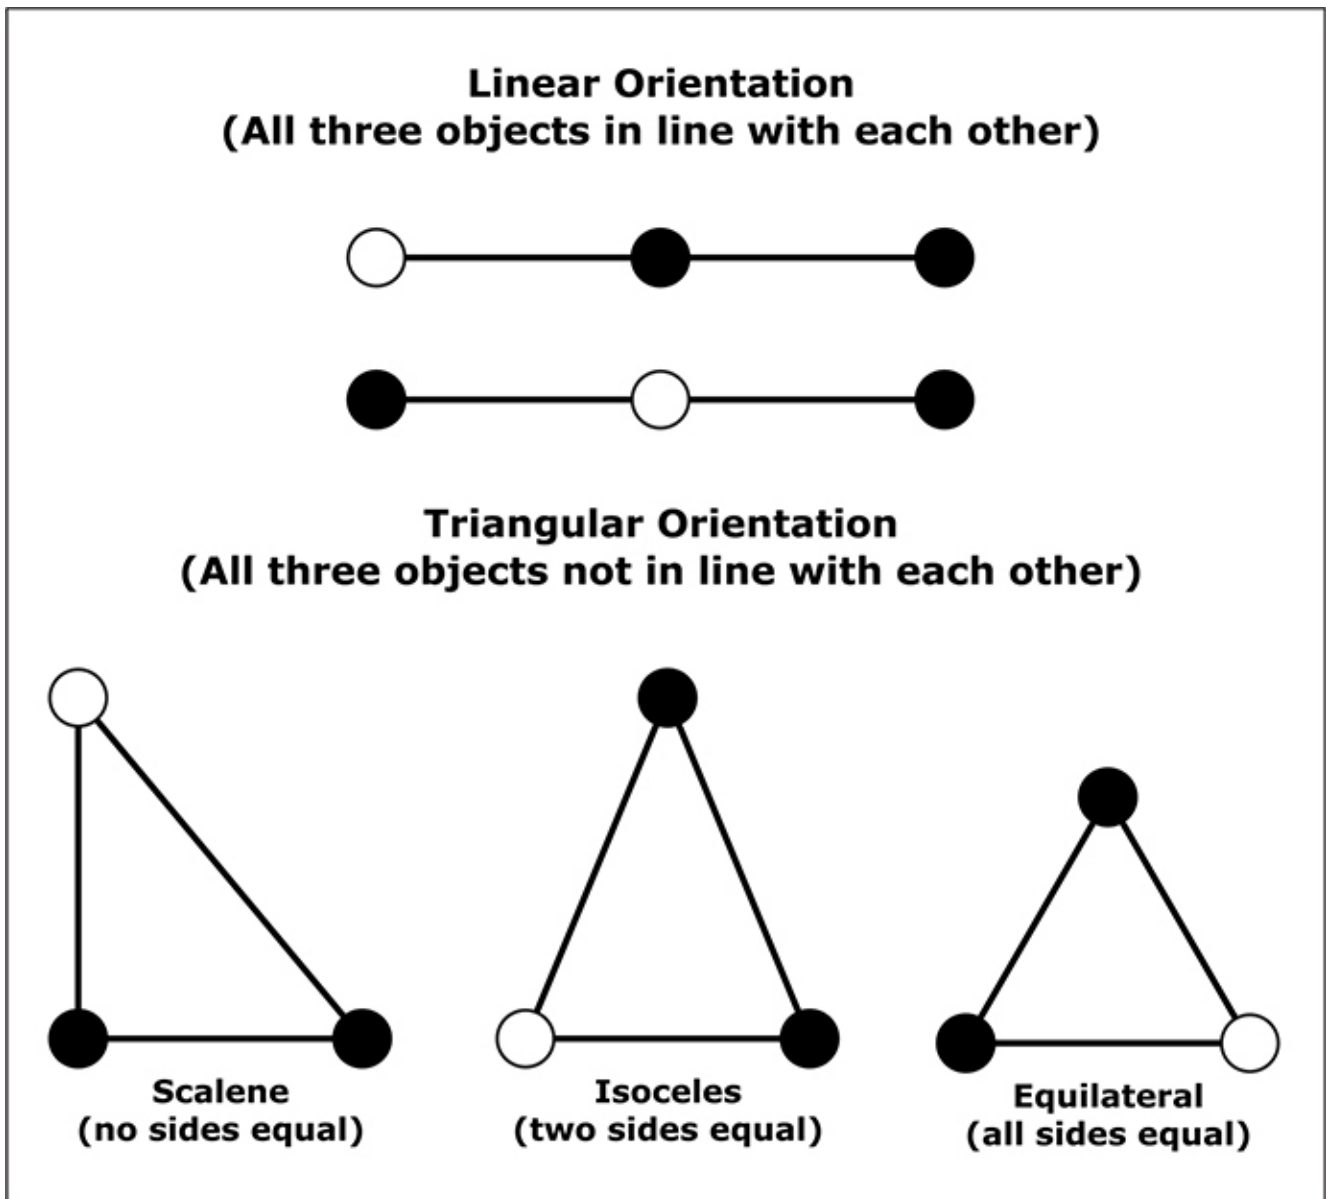 Linear Orientation
(All three objects in line with each other)
Triangular Orientation
(All three objects not in line with each other)
Scalene
(no sides equal)
Isoceles
(two sides equal)
Equilateral
(all sides equal)